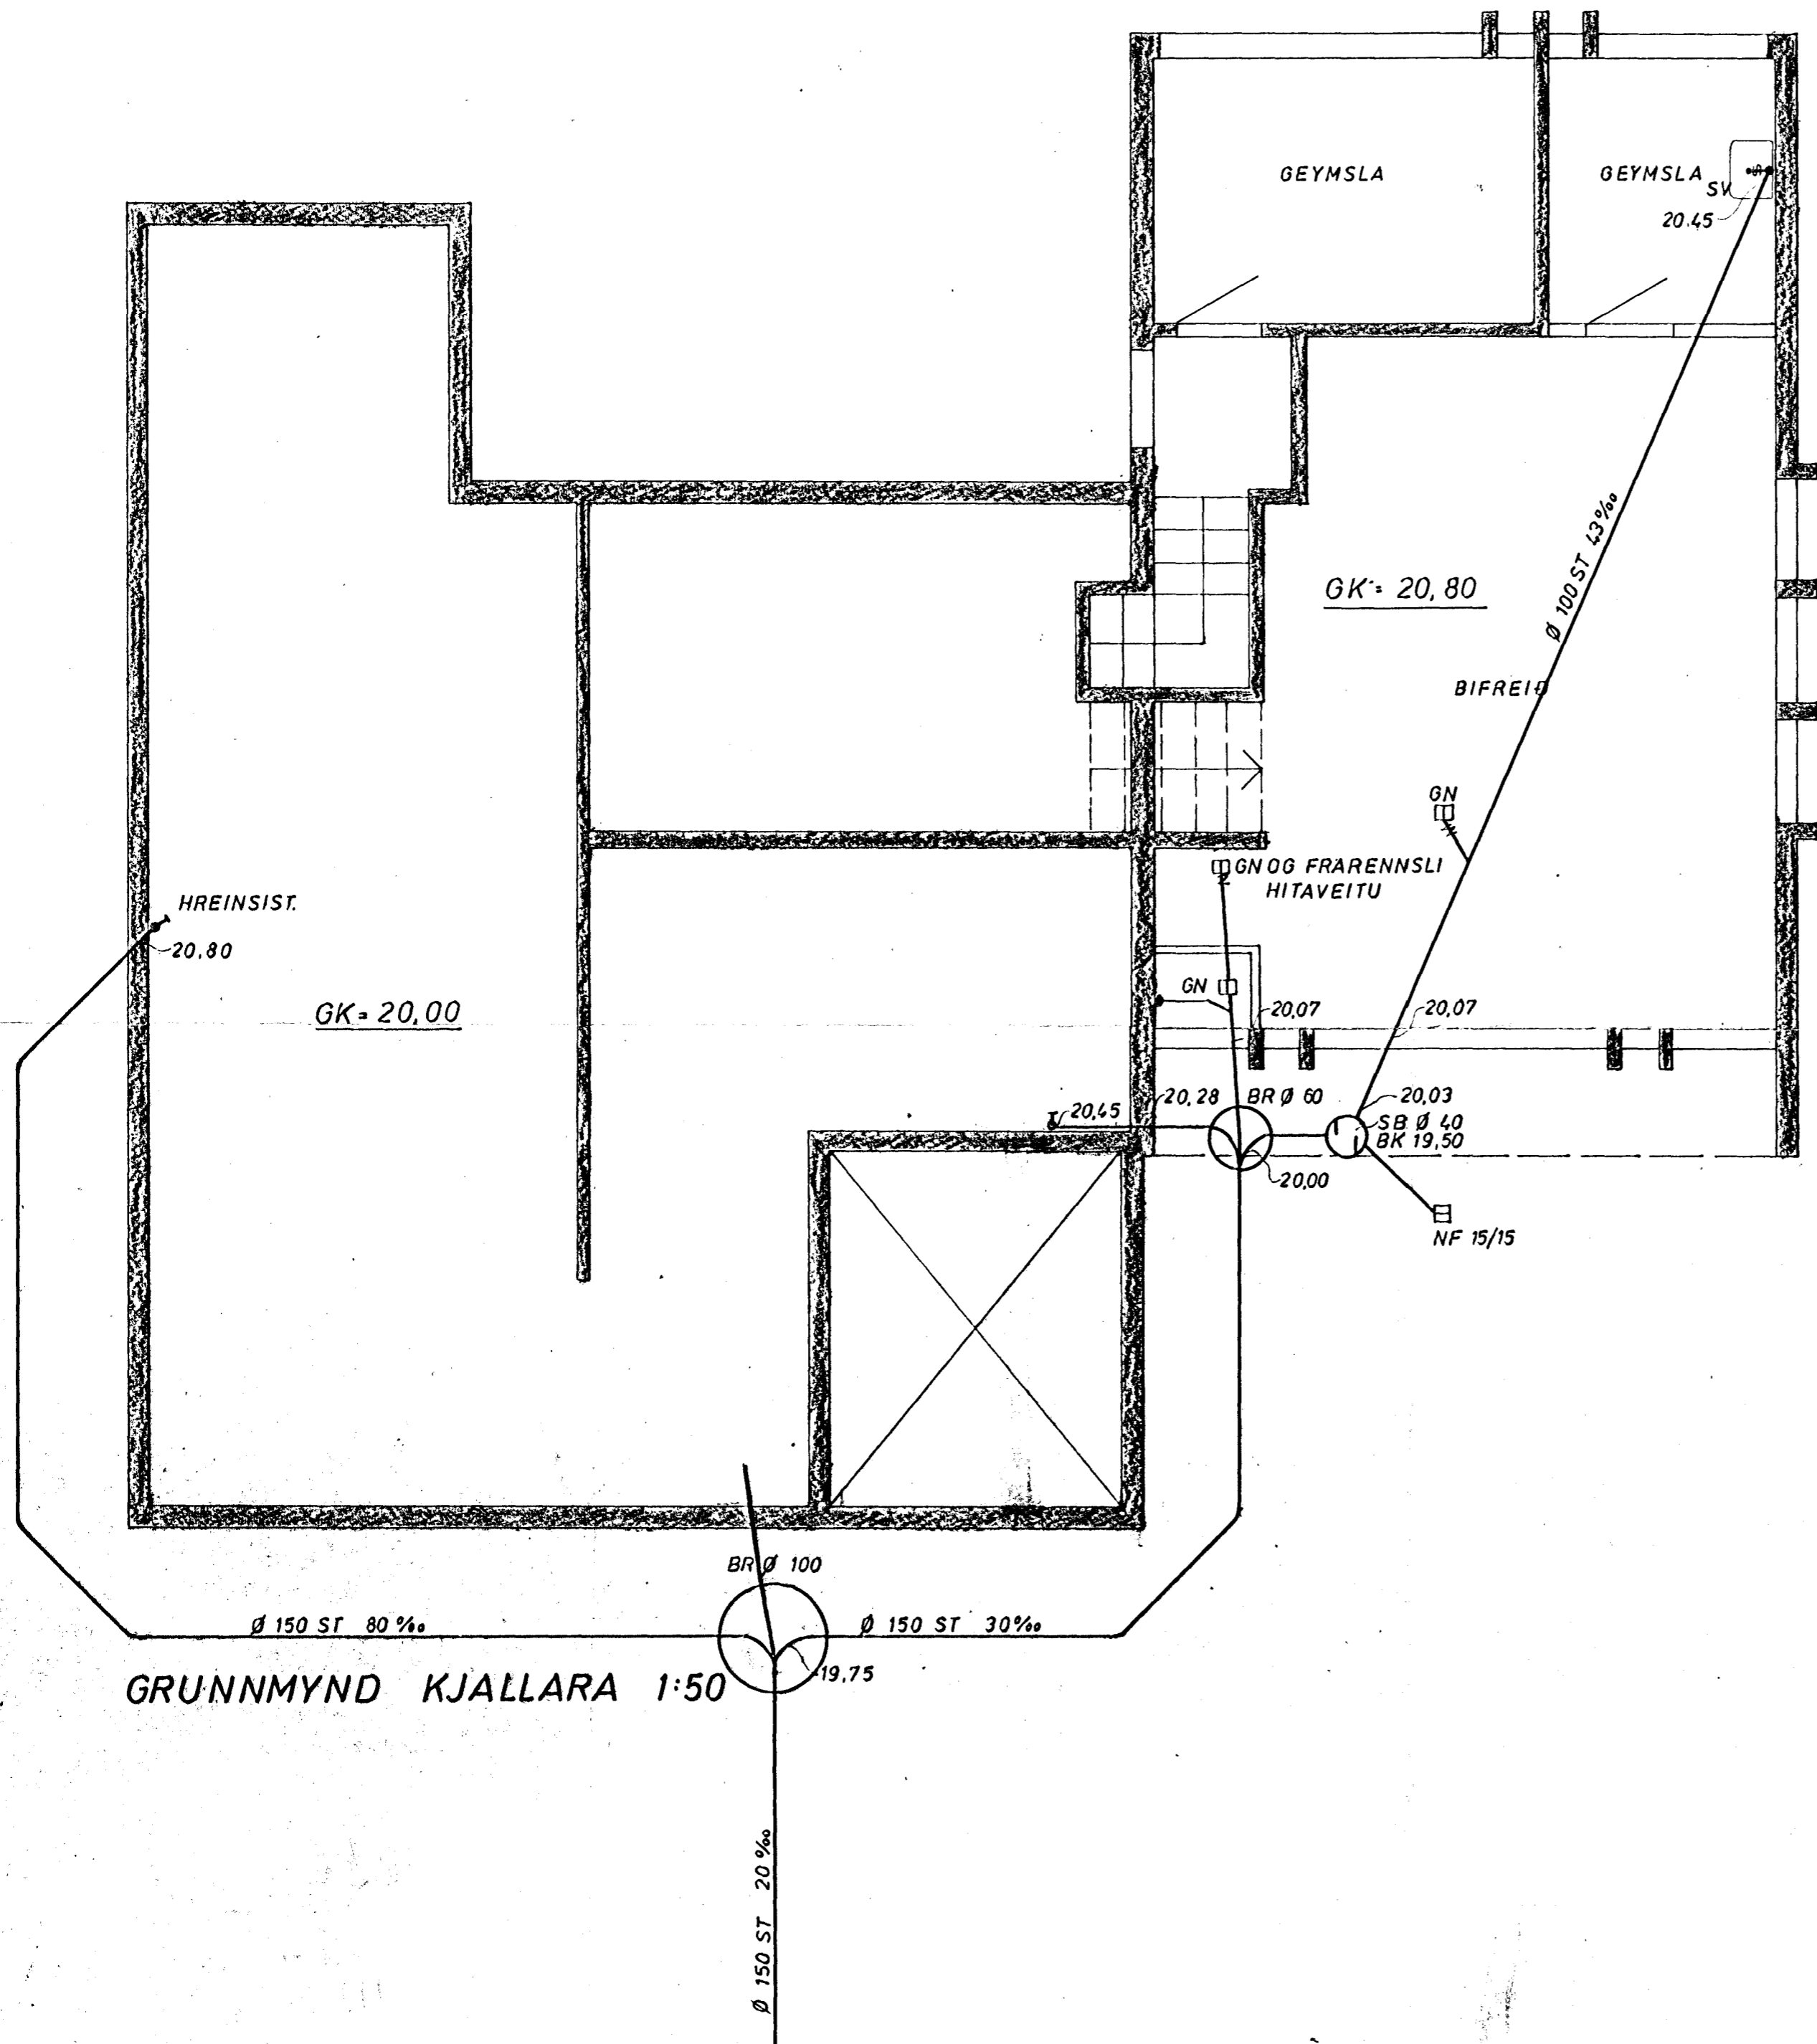 GEYMSLA
GEYMSLA
SV
20.45
GK = 20,80
Ø 100 ST 43‰
BIFREIÐ
GN
GN OG FRARENNSLI
HITAVEITU
HREINSIST.
20,80
GK = 20,00
GN
20,07
20,07
20,45
20,28
BR Ø 60
20,03
SB Ø 40
BK 19,50
20,00
NF 15/15
BR Ø 100
Ø 150 ST 80‰
Ø 150 ST 30‰
19,75
GRUNNMYND KJALLARA 1:50
Ø 150 ST 20‰